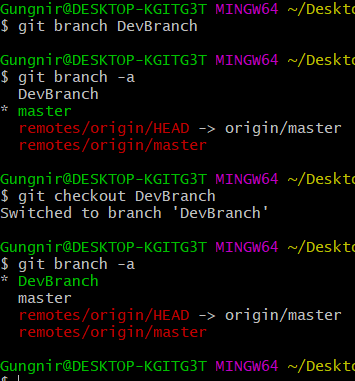 Gungnir@DESKTOP-KGITG3T MINGW64 ~/Deskto
$ git branch DevBranch
Gungnir@DESKTOP-KGITG3T MINGW64 ~/Deskto
$ git branch -a
DevBranch
* master
remotes/origin/HEAD -> origin/master
remotes/origin/master
Gungnir@DESKTOP-KGITG3T MINGW64 ~/Deskto
$ git checkout DevBranch
Switched to branch 'DevBranch'
Gungnir@DESKTOP-KGITG3T MINGW64 ~/Deskto
$ git branch -a
* DevBranch
master
remotes/origin/HEAD -> origin/master
remotes/origin/master
Gungnir@DESKTOP-KGITG3T MINGW64 ~/Deskto
$